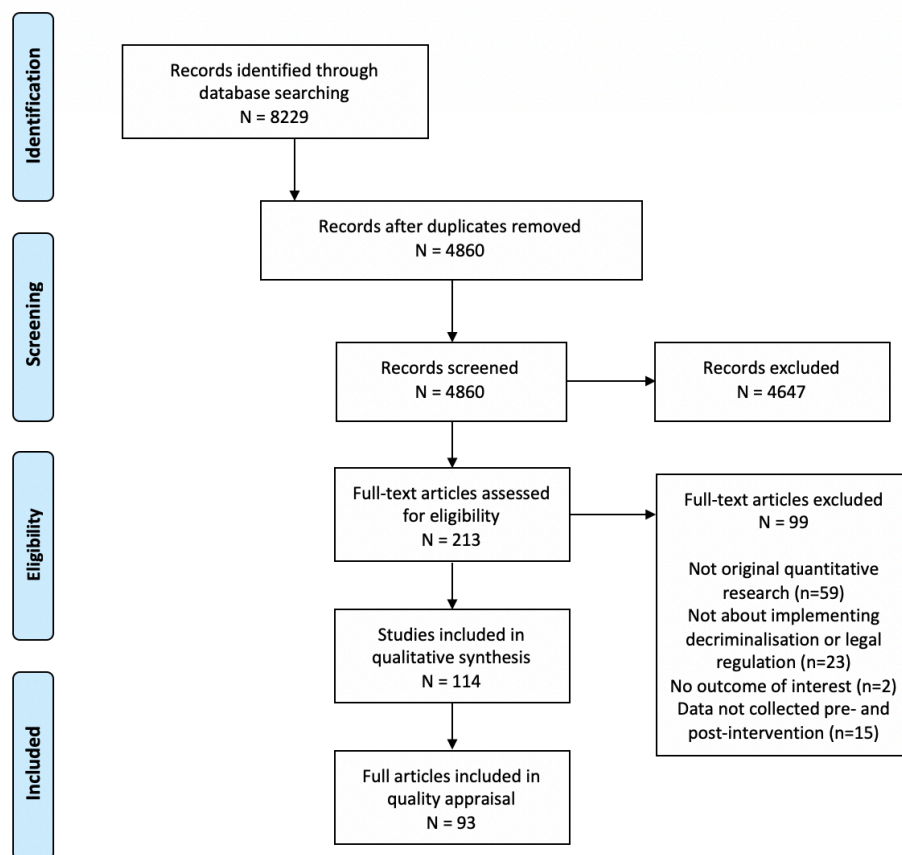 Identification
Records identified through
database searching
N = 8229
Records after duplicates removed
N = 4860
Screening
Records screened
N = 4860
Records excluded
N = 4647
Eligibility
Full-text articles assessed
for eligibility
N = 213
Full-text articles excluded
N = 99
Not original quantitative
research (n=59)
Not about implementing
decriminalisation or legal
regulation (n=23)
No outcome of interest (n=2)
Data not collected pre- and
post-intervention (n=15)
Studies included in
qualitative synthesis
N = 114
Included
Full articles included in
quality appraisal
N = 93